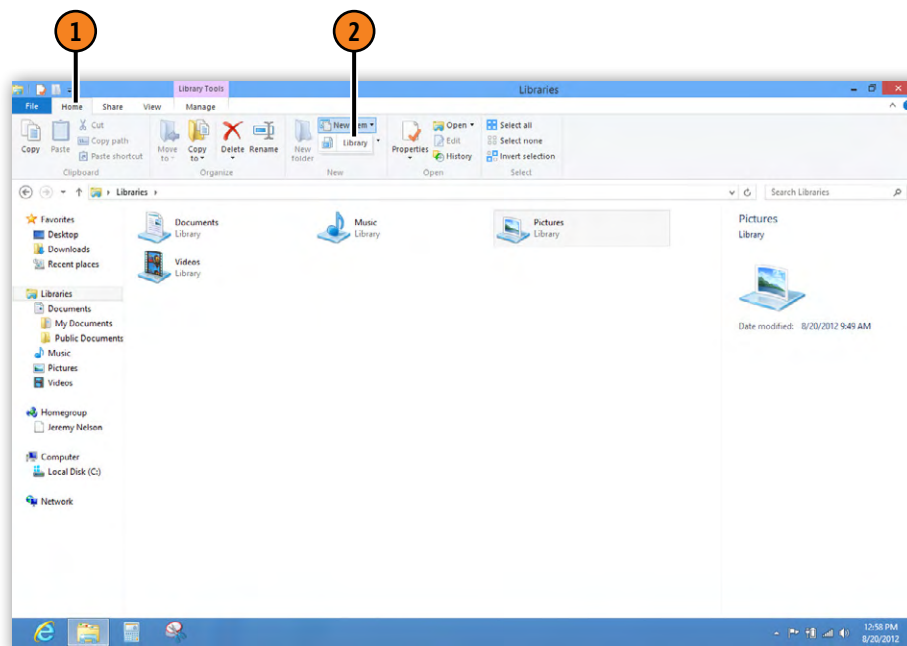 1
2
Library Tools
Libraries
File Home Share View Manage
Copy
Paste
Cut
Copy path
Paste shortcut
Clipboard
Move to
Copy to
Delete
Rename
Organize
New folder
New item
Library
New
Properties
Open
Edit
History
Open
Select all
Select none
Invert selection
Select
Libraries
Search Libraries
Favorites
Desktop
Downloads
Recent places
Libraries
Documents
My Documents
Public Documents
Music
Pictures
Videos
Homegroup
Jeremy Nelson
Computer
Local Disk (C:)
Network
Documents
Library
Music
Library
Pictures
Library
Videos
Library
Pictures
Library
Date modified: 8/20/2012 9:49 AM
12:58 PM
8/20/2012